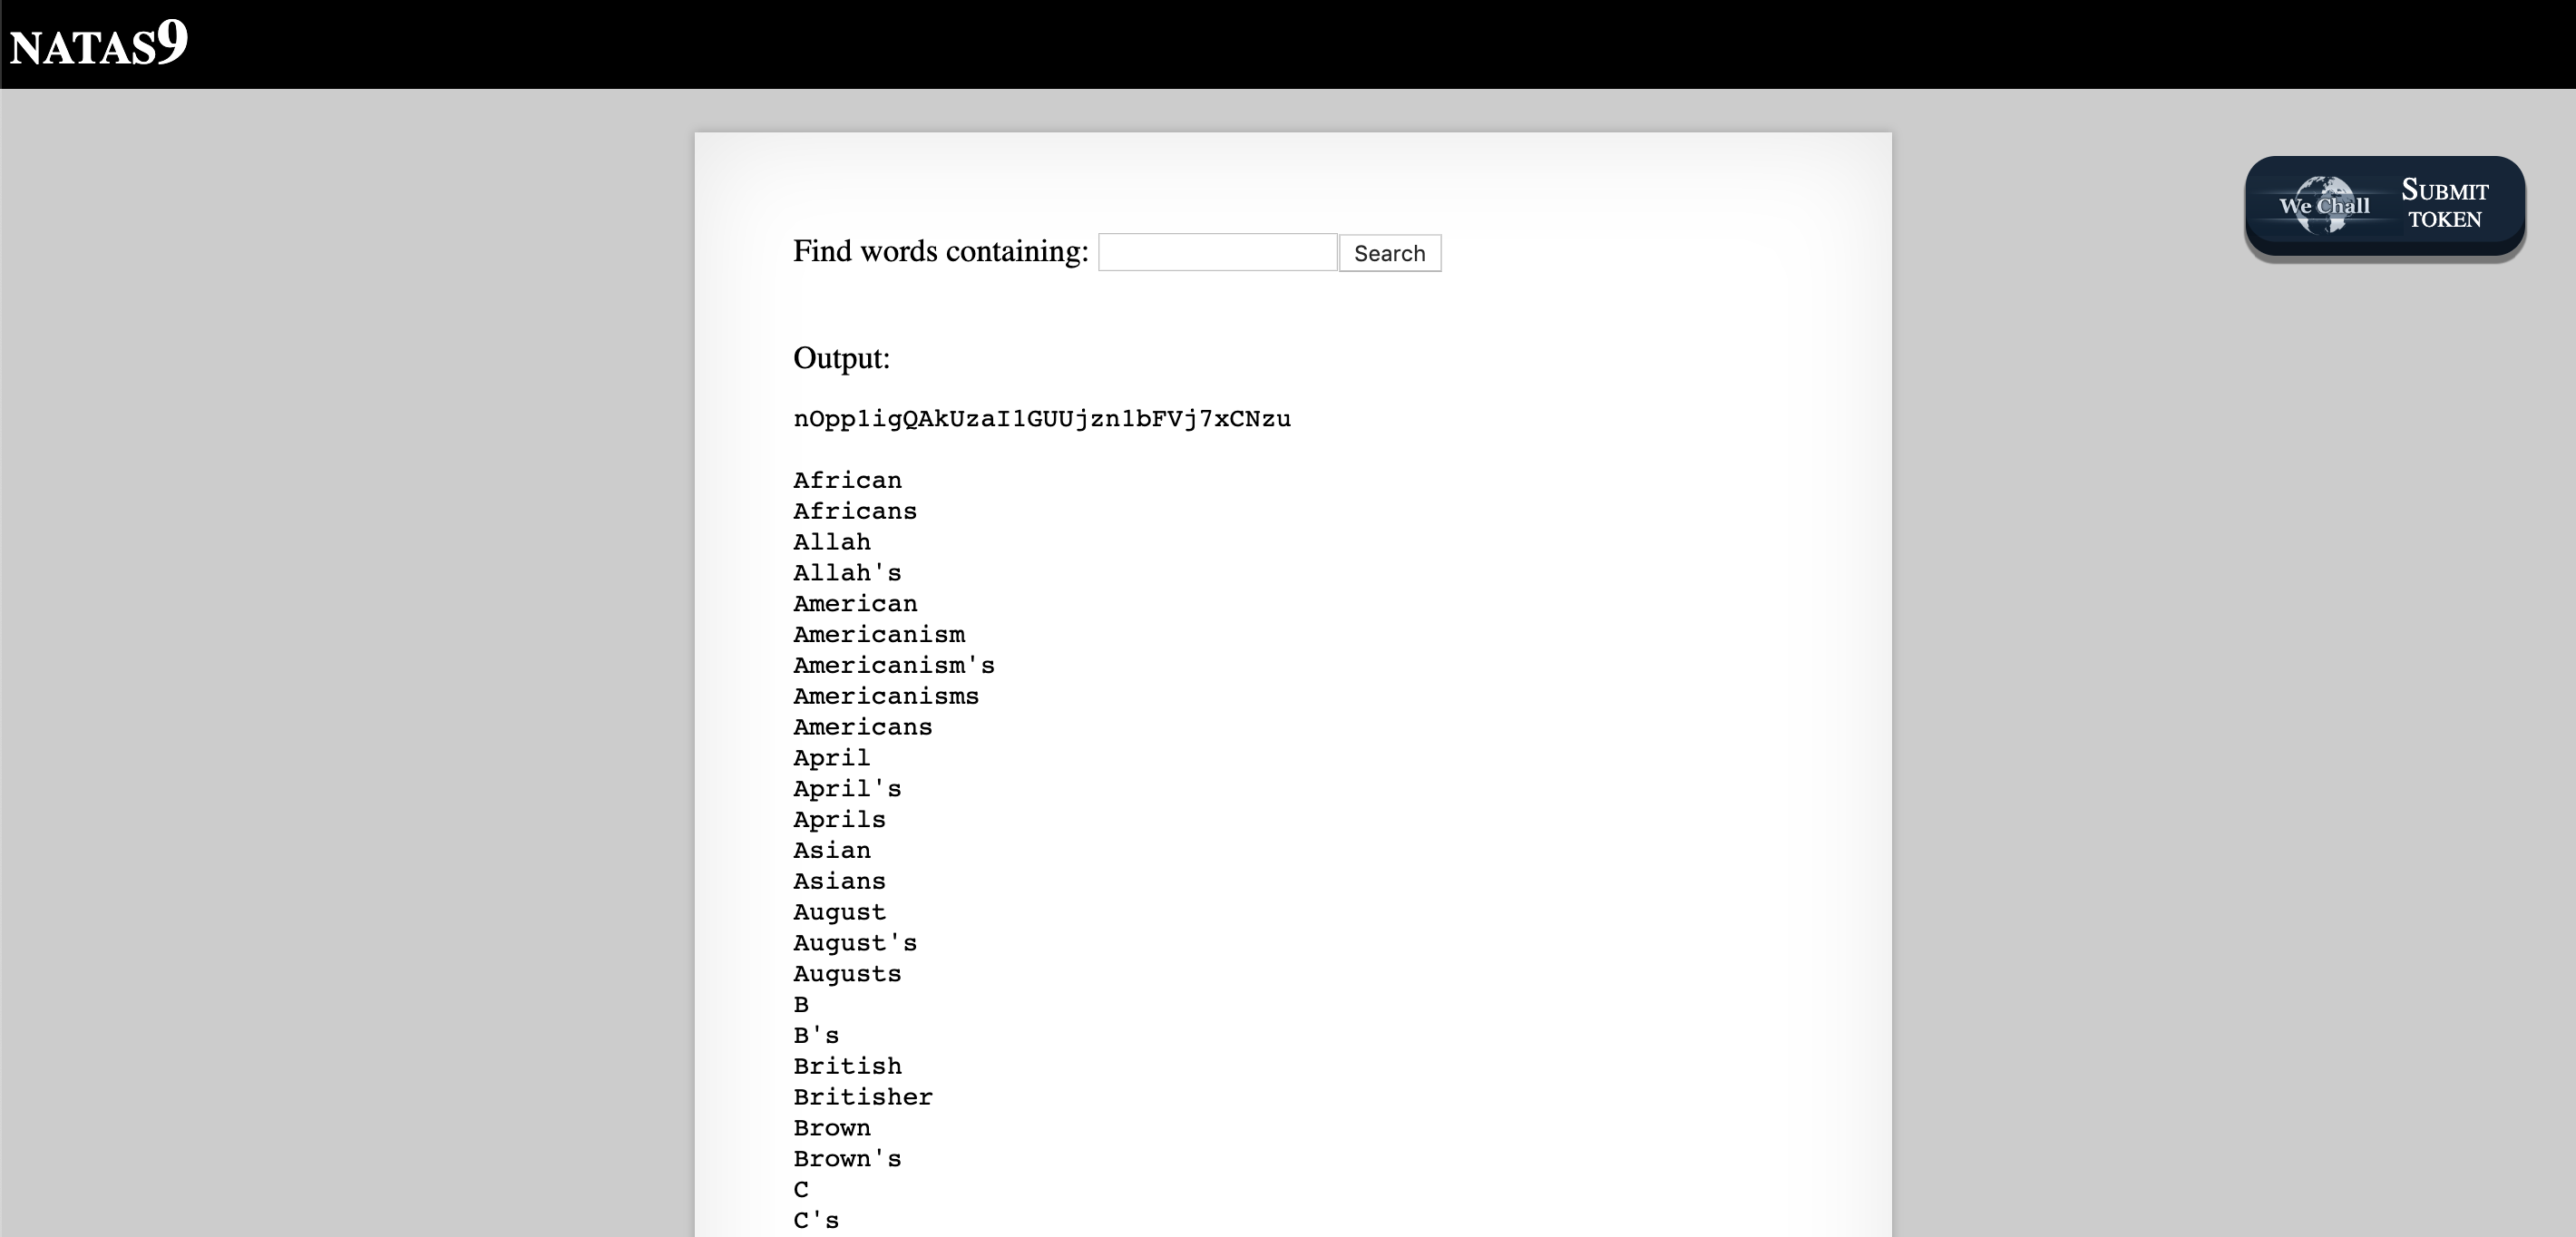 NATAS9
We Chall
SUBMIT
TOKEN
Find words containing:
Search
Output:
nOpp1igQAkUzaI1GUUjzn1bFVj7xCNzu
African
Africans
Allah
Allah's
American
Americanism
Americanism's
Americanisms
Americans
April
April's
Aprils
Asian
Asians
August
August's
Augusts
B
B's
British
Britisher
Brown
Brown's
C
C's